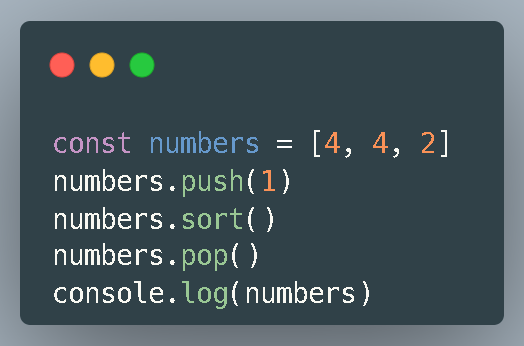 const numbers = [4, 4, 2]
numbers.push(1)
numbers.sort()
numbers.pop()
console.log(numbers)